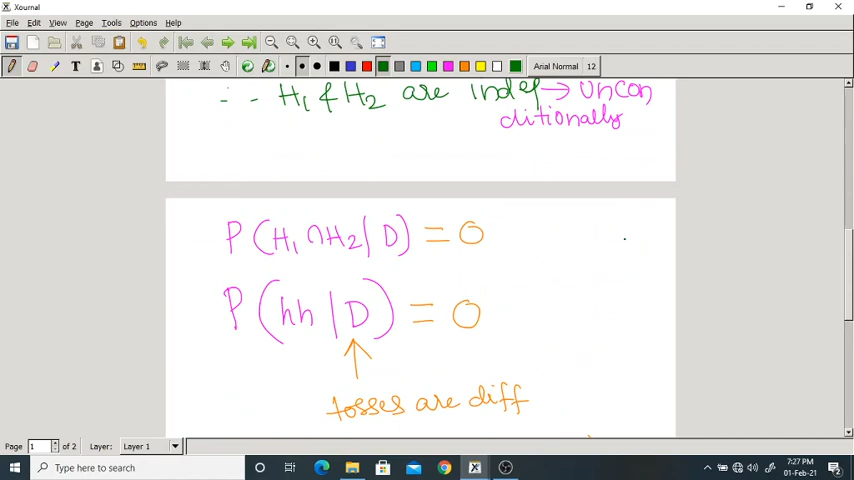 Xournal
File Edit View Page Tools Options Help
Arial Normal 12
∴ H₁ & H₂ are indep → uncon
ditionally
P(H₁ ∩ H₂ | D) = 0
P(hh | D) = 0
↑
tosses are diff
Page 1 of 2 Layer: Layer 1
Type here to search
7:27 PM
01-Feb-21
2